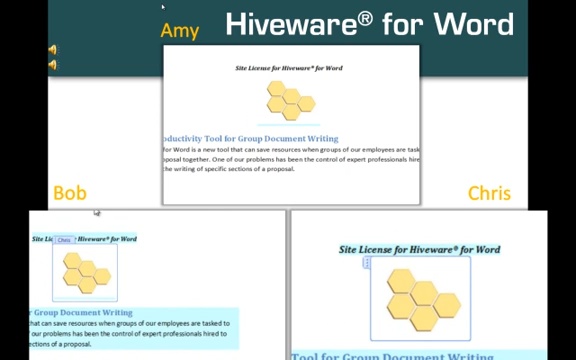 Amy
Hiveware® for Word
Site License for Hiveware® for Word
oductivity Tool for Group Document Writing
for Word is a new tool that can save resources when groups of our employees are task
oposal together. One of our problems has been the control of expert professionals hire
the writing of specific sections of a proposal.
Bob
Chris
Site Lic
Chris
Hiveware® for Word
r Group Document Writing
that can save resources when groups of our employees are tasked to
our problems has been the control of expert professionals hired to
ections of a proposal.
Site License for Hiveware® for Word
Tool for Group Document Writing